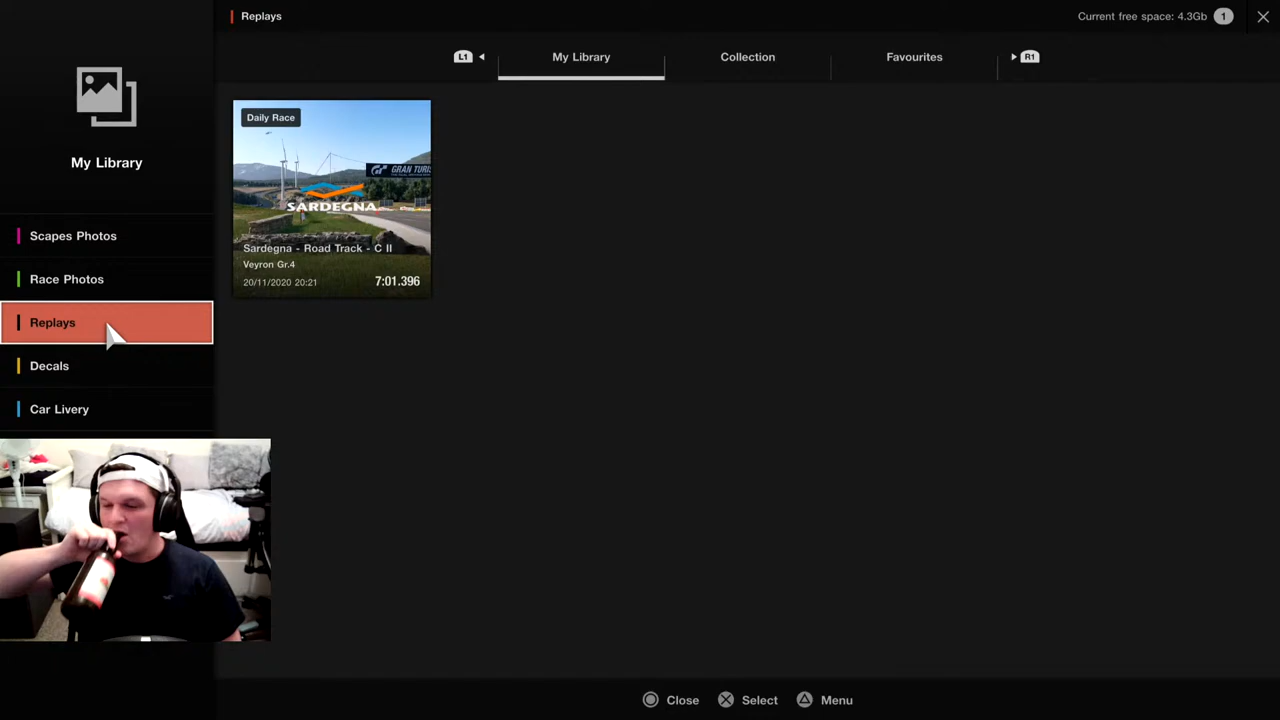 Replays
Current free space: 4.3Gb 1
My Library
L1 My Library Collection Favourites R1
Scapes Photos
Race Photos
Replays
Decals
Car Livery
Daily Race
GRAN TURIS
SARDEGNA
Sardegna - Road Track - C II
Veyron Gr.4
20/11/2020 20:21 7:01.396
Close Select Menu